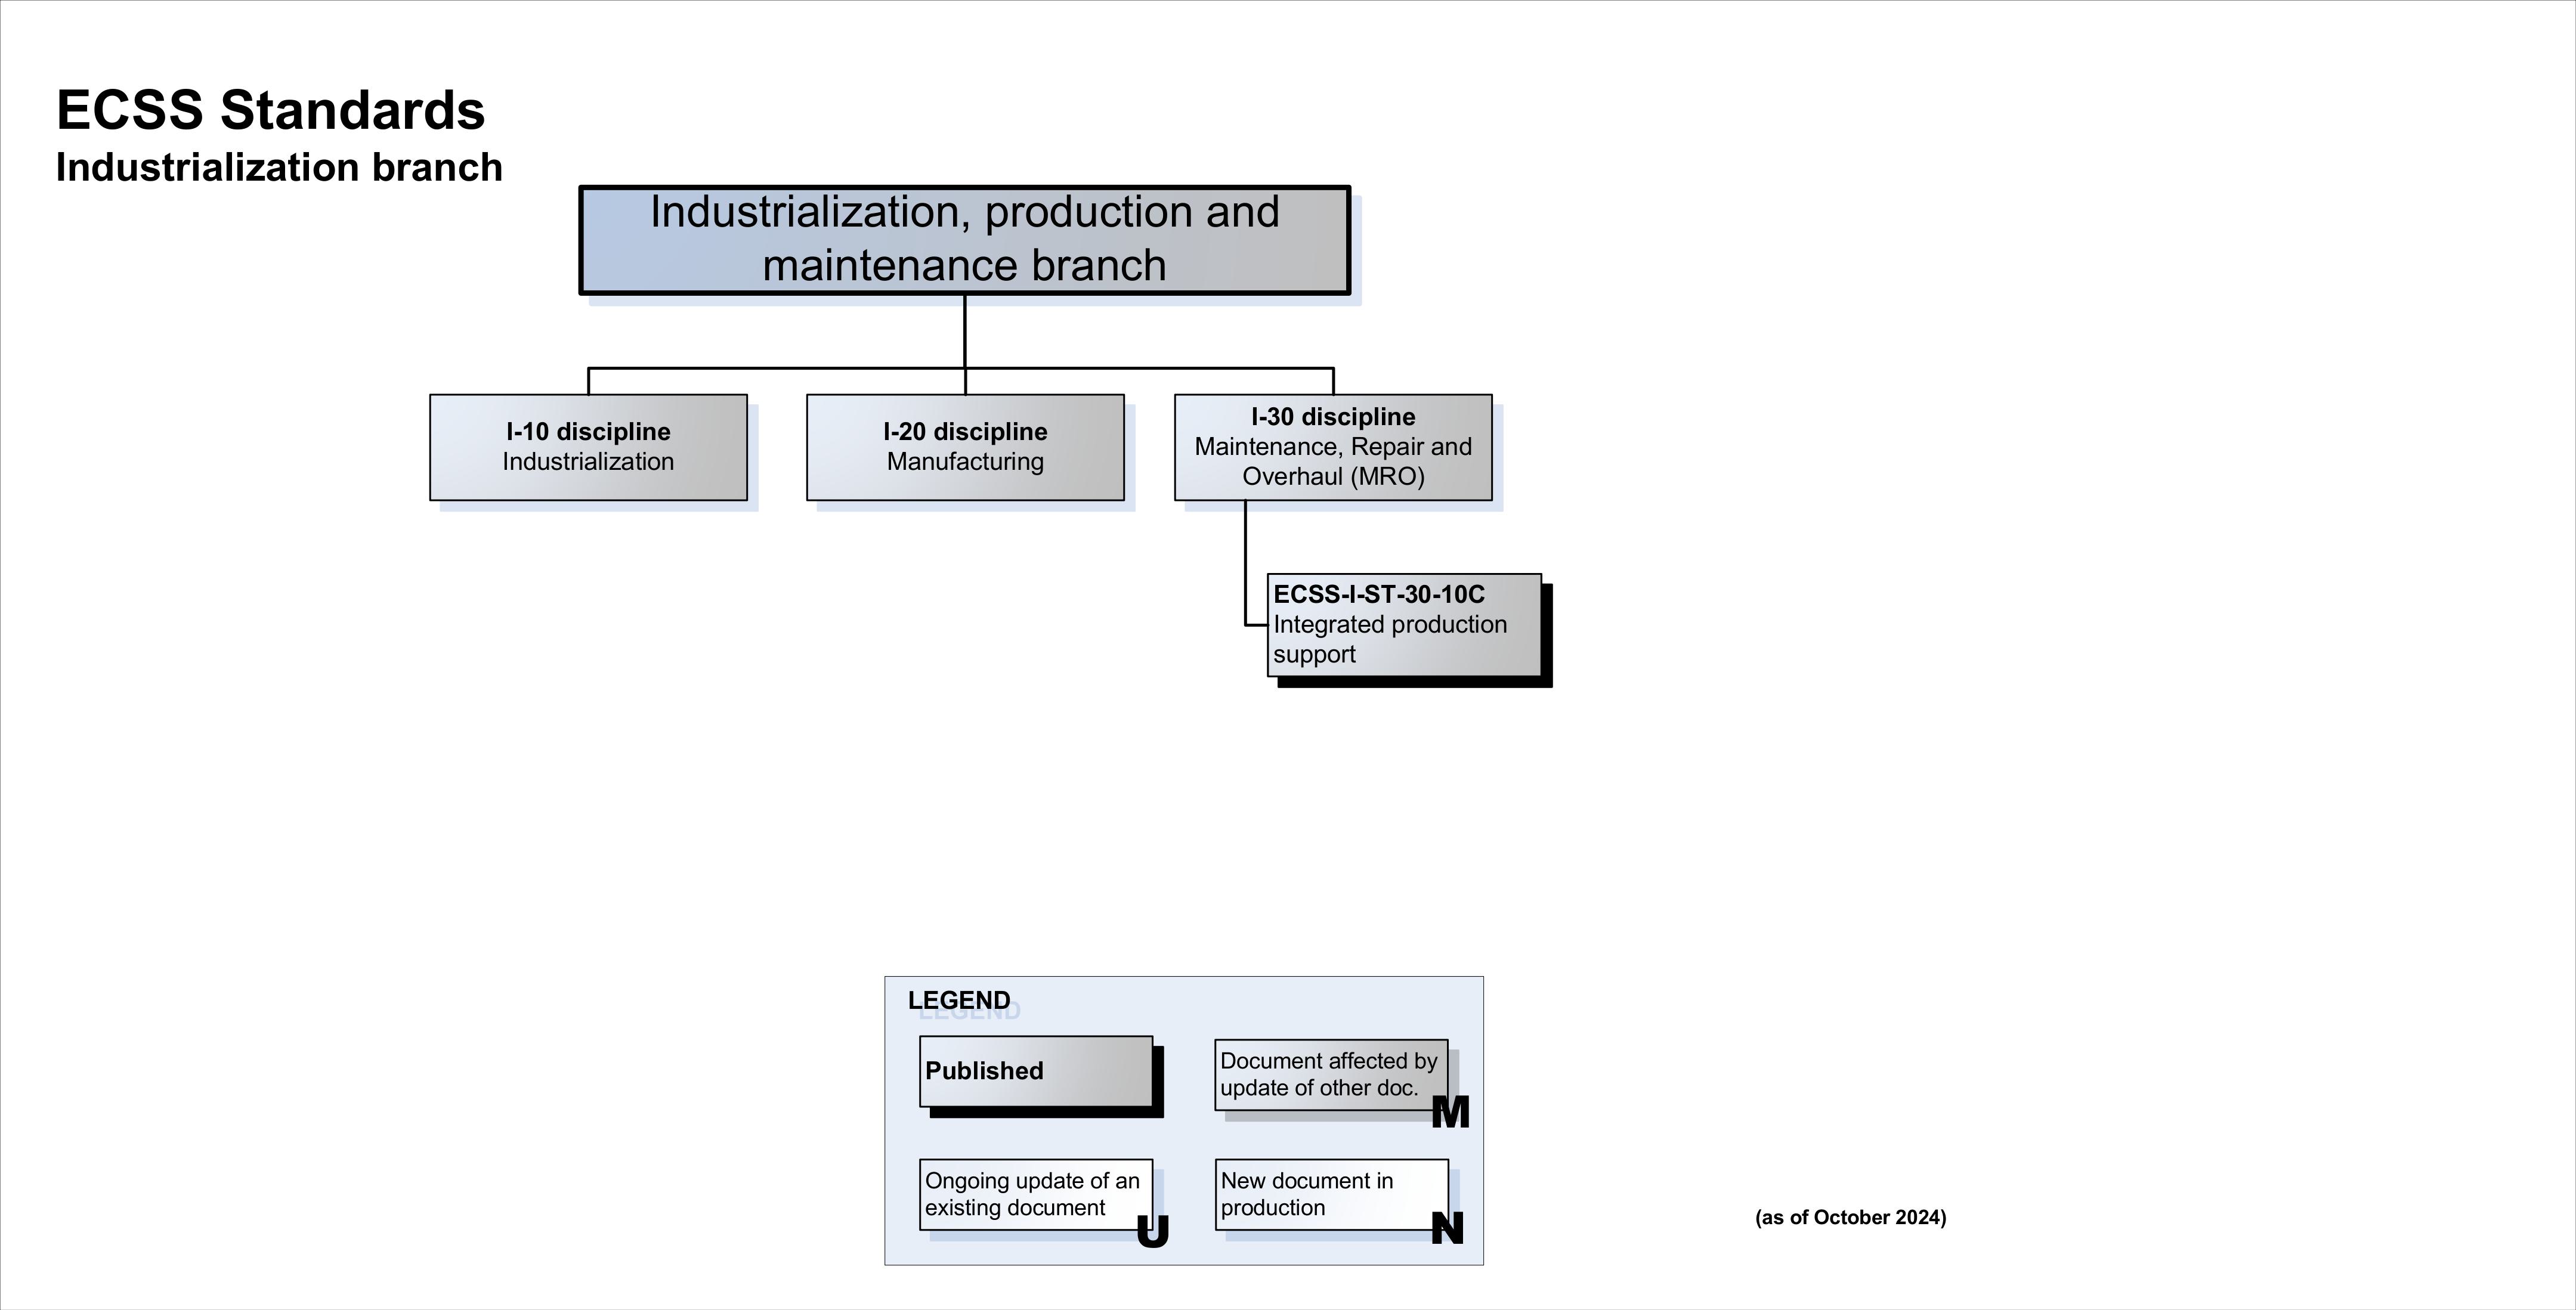 ECSS Standards
Industrialization branch
Industrialization, production and
maintenance branch
I-10 discipline
Industrialization
I-20 discipline
Manufacturing
I-30 discipline
Maintenance, Repair and
Overhaul (MRO)
ECSS-I-ST-30-10C
Integrated production
support
LEGEND
Published
Document affected by
update of other doc.
M
Ongoing update of an
existing document
U
New document in
production
N
(as of October 2024)